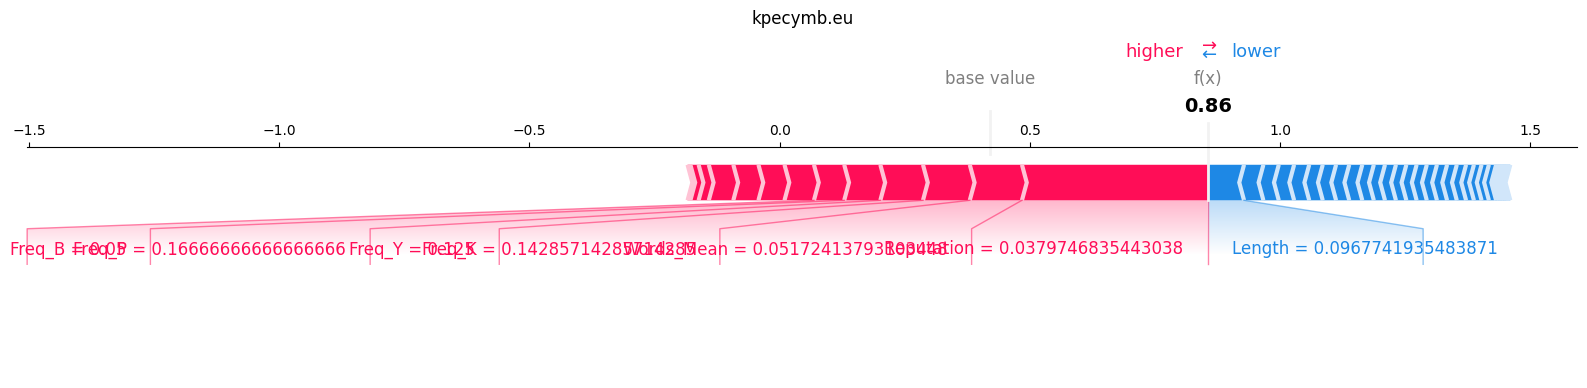 kpecymb.eu
higher ⇄ lower
base value f(x)
0.86
−1.5 −1.0 −0.5 0.0 0.5 1.0 1.5
Freq_B = 0.05 Freq_P = 0.16666666666666666 Freq_Y = 0.125 Freq_K = 0.14285714285714285 Words_Mean = 0.05172413793103448 Reputation = 0.0379746835443038 Length = 0.0967741935483871